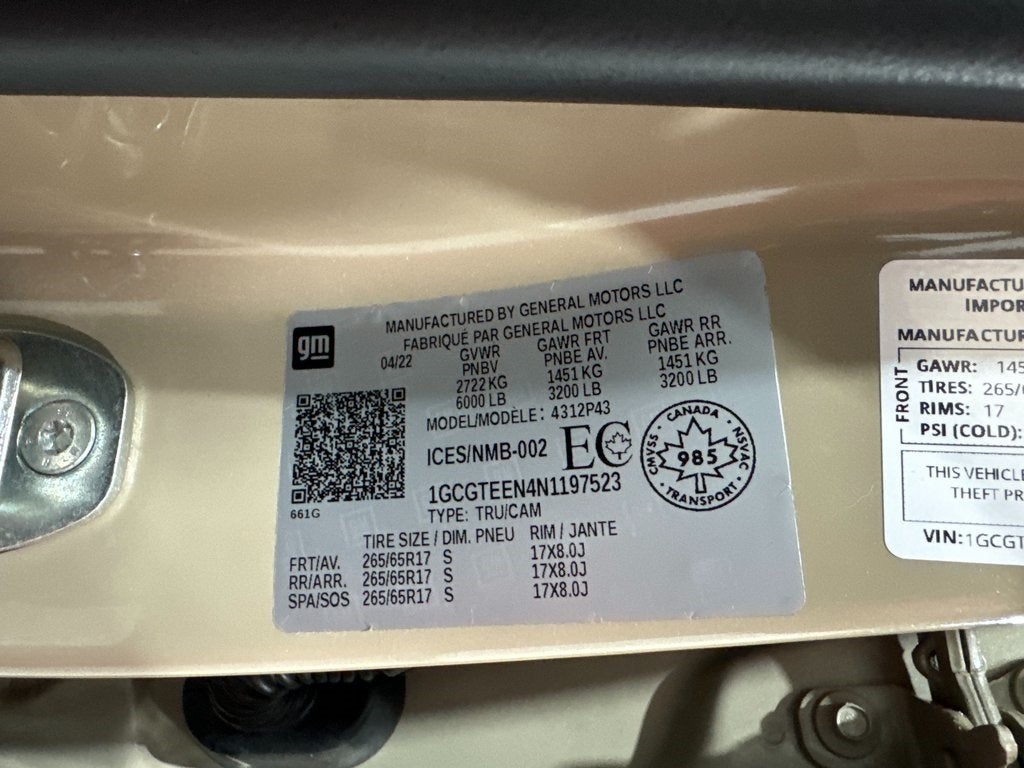 MANUFACTURED BY GENERAL MOTORS LLC
FABRIQUÉ PAR GENERAL MOTORS LLC
gm
04/22
GVWR GAWR FRT GAWR RR
PNBV PNBE AV. PNBE ARR.
2722 KG 1451 KG 1451 KG
6000 LB 3200 LB 3200 LB
MODEL/MODÈLE: 4312P43
ICES/NMB-002 EC
CANADA
CMVSS 985 NSVAC
TRANSPORT
1GCGTEEN4N1197523
661G
TYPE: TRU/CAM
TIRE SIZE / DIM. PNEU RIM / JANTE
FRT/AV. 265/65R17 S 17X8.0J
RR/ARR. 265/65R17 S 17X8.0J
SPA/SOS 265/65R17 S 17X8.0J
MANUFACTU
IMPOR
MANUFACTUR
FRONT
GAWR: 145
TIRES: 265/6
RIMS: 17
PSI (COLD):
THIS VEHICLE
THEFT PR
VIN:1GCGT